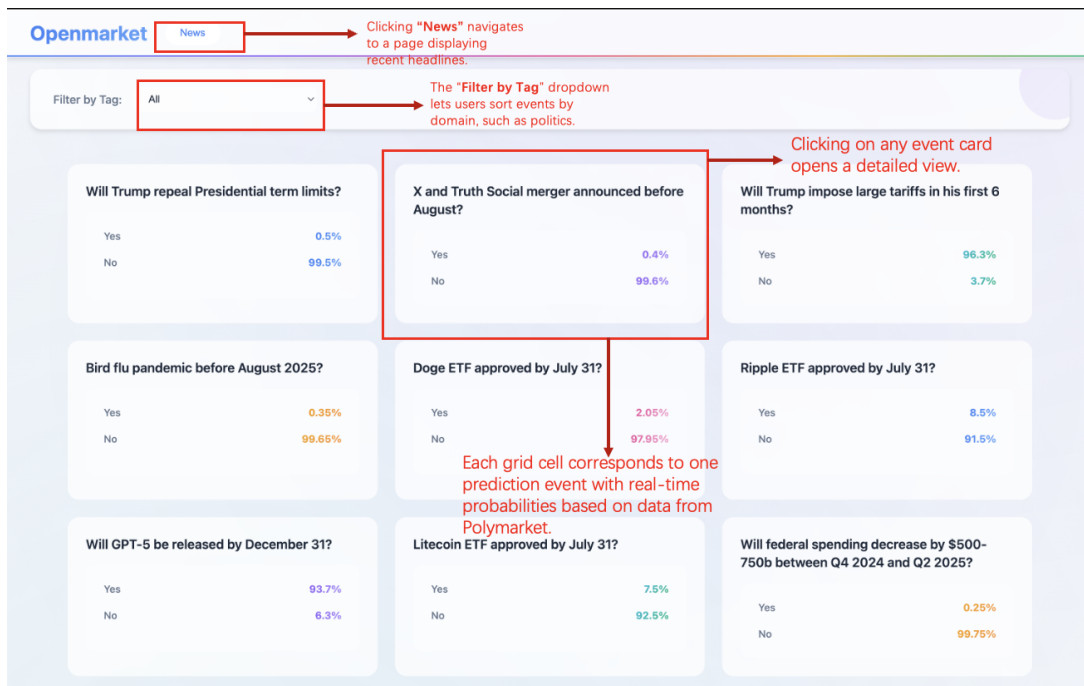 Openmarket
News
Clicking "News" navigates
to a page displaying
recent headlines.
Filter by Tag:
All
The "Filter by Tag" dropdown
lets users sort events by
domain, such as politics.
Clicking on any event card
opens a detailed view.
Will Trump repeal Presidential term limits?
Yes 0.5%
No 99.5%
X and Truth Social merger announced before
August?
Yes 0.4%
No 99.6%
Will Trump impose large tariffs in his first 6
months?
Yes 96.3%
No 3.7%
Bird flu pandemic before August 2025?
Yes 0.35%
No 99.65%
Doge ETF approved by July 31?
Yes 2.05%
No 97.95%
Ripple ETF approved by July 31?
Yes 8.5%
No 91.5%
Each grid cell corresponds to one
prediction event with real-time
probabilities based on data from
Polymarket.
Will GPT-5 be released by December 31?
Yes 93.7%
No 6.3%
Litecoin ETF approved by July 31?
Yes 7.5%
No 92.5%
Will federal spending decrease by $500-
750b between Q4 2024 and Q2 2025?
Yes 0.25%
No 99.75%